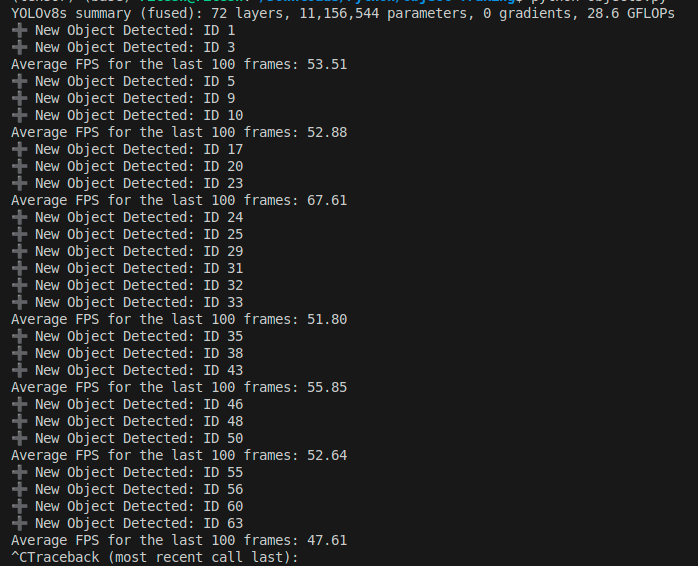 YOLOv8s summary (fused): 72 layers, 11,156,544 parameters, 0 gradients, 28.6 GFLOPs
➕ New Object Detected: ID 1
➕ New Object Detected: ID 3
Average FPS for the last 100 frames: 53.51
➕ New Object Detected: ID 5
➕ New Object Detected: ID 9
➕ New Object Detected: ID 10
Average FPS for the last 100 frames: 52.88
➕ New Object Detected: ID 17
➕ New Object Detected: ID 20
➕ New Object Detected: ID 23
Average FPS for the last 100 frames: 67.61
➕ New Object Detected: ID 24
➕ New Object Detected: ID 25
➕ New Object Detected: ID 29
➕ New Object Detected: ID 31
➕ New Object Detected: ID 32
➕ New Object Detected: ID 33
Average FPS for the last 100 frames: 51.80
➕ New Object Detected: ID 35
➕ New Object Detected: ID 38
➕ New Object Detected: ID 43
Average FPS for the last 100 frames: 55.85
➕ New Object Detected: ID 46
➕ New Object Detected: ID 48
➕ New Object Detected: ID 50
Average FPS for the last 100 frames: 52.64
➕ New Object Detected: ID 55
➕ New Object Detected: ID 56
➕ New Object Detected: ID 60
➕ New Object Detected: ID 63
Average FPS for the last 100 frames: 47.61
^CTraceback (most recent call last):